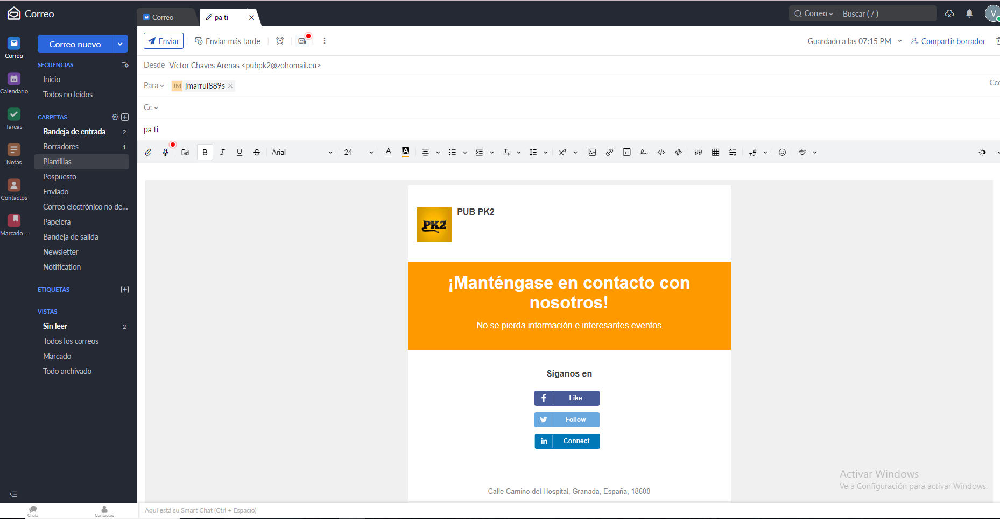 Correo
Correo
pa ti
Correo
Buscar ( / )
V
Correo
Calendario
Tareas
Notas
Contactos
Marcado...
Correo nuevo
SECUENCIAS
Inicio
Todos no leídos
CARPETAS
Bandeja de entrada 2
Borradores 1
Plantillas
Pospuesto
Enviado
Correo electrónico no de...
Papelera
Bandeja de salida
Newsletter
Notification
ETIQUETAS
VISTAS
Sin leer 2
Todos los correos
Marcado
Todo archivado
Chats
Contactos
Enviar
Enviar más tarde
Guardado a las 07:15 PM
Compartir borrador
Desde Víctor Chaves Arenas <pubpk2@zohomail.eu>
Para JM jmarrui889s
Cc
pa ti
B I U S Arial 24 A A
PK2
PUB PK2
¡Manténgase en contacto con
nosotros!
No se pierda información e interesantes eventos
Síganos en
f Like
Follow
in Connect
Calle Camino del Hospital, Granada, España, 18600
Activar Windows
Ve a Configuración para activar Windows.
Aquí está su Smart Chat (Ctrl + Espacio)